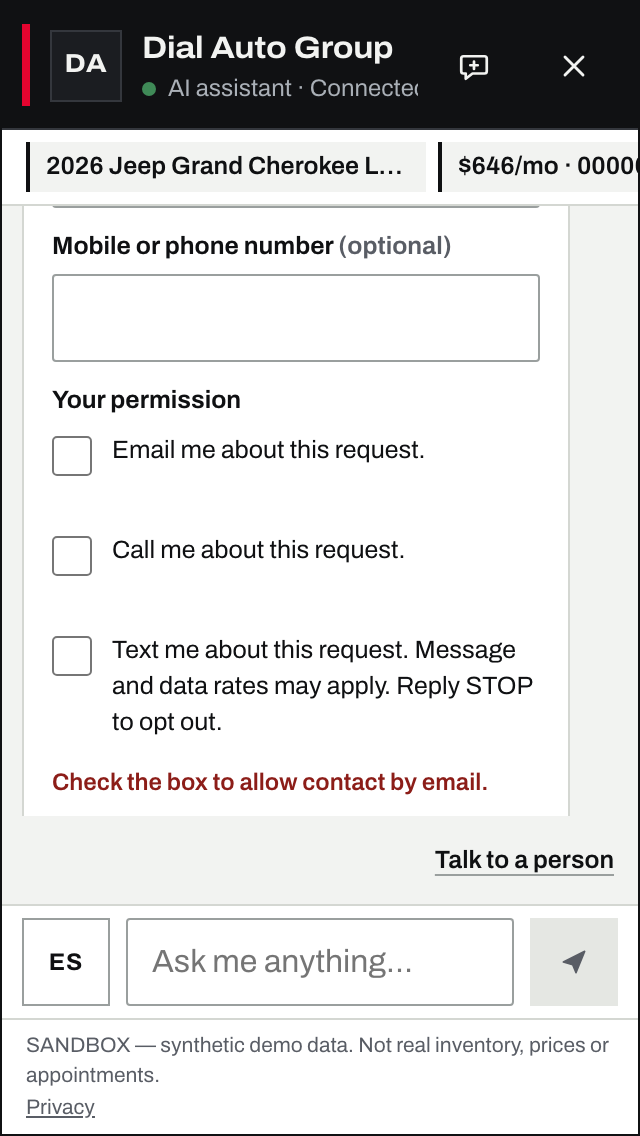 DA
Dial Auto Group
AI assistant · Connected
2026 Jeep Grand Cherokee L...
$646/mo · 0000
Mobile or phone number (optional)
Your permission
Email me about this request.
Call me about this request.
Text me about this request. Message
and data rates may apply. Reply STOP
to opt out.
Check the box to allow contact by email.
Talk to a person
ES
Ask me anything...
SANDBOX — synthetic demo data. Not real inventory, prices or
appointments.
Privacy